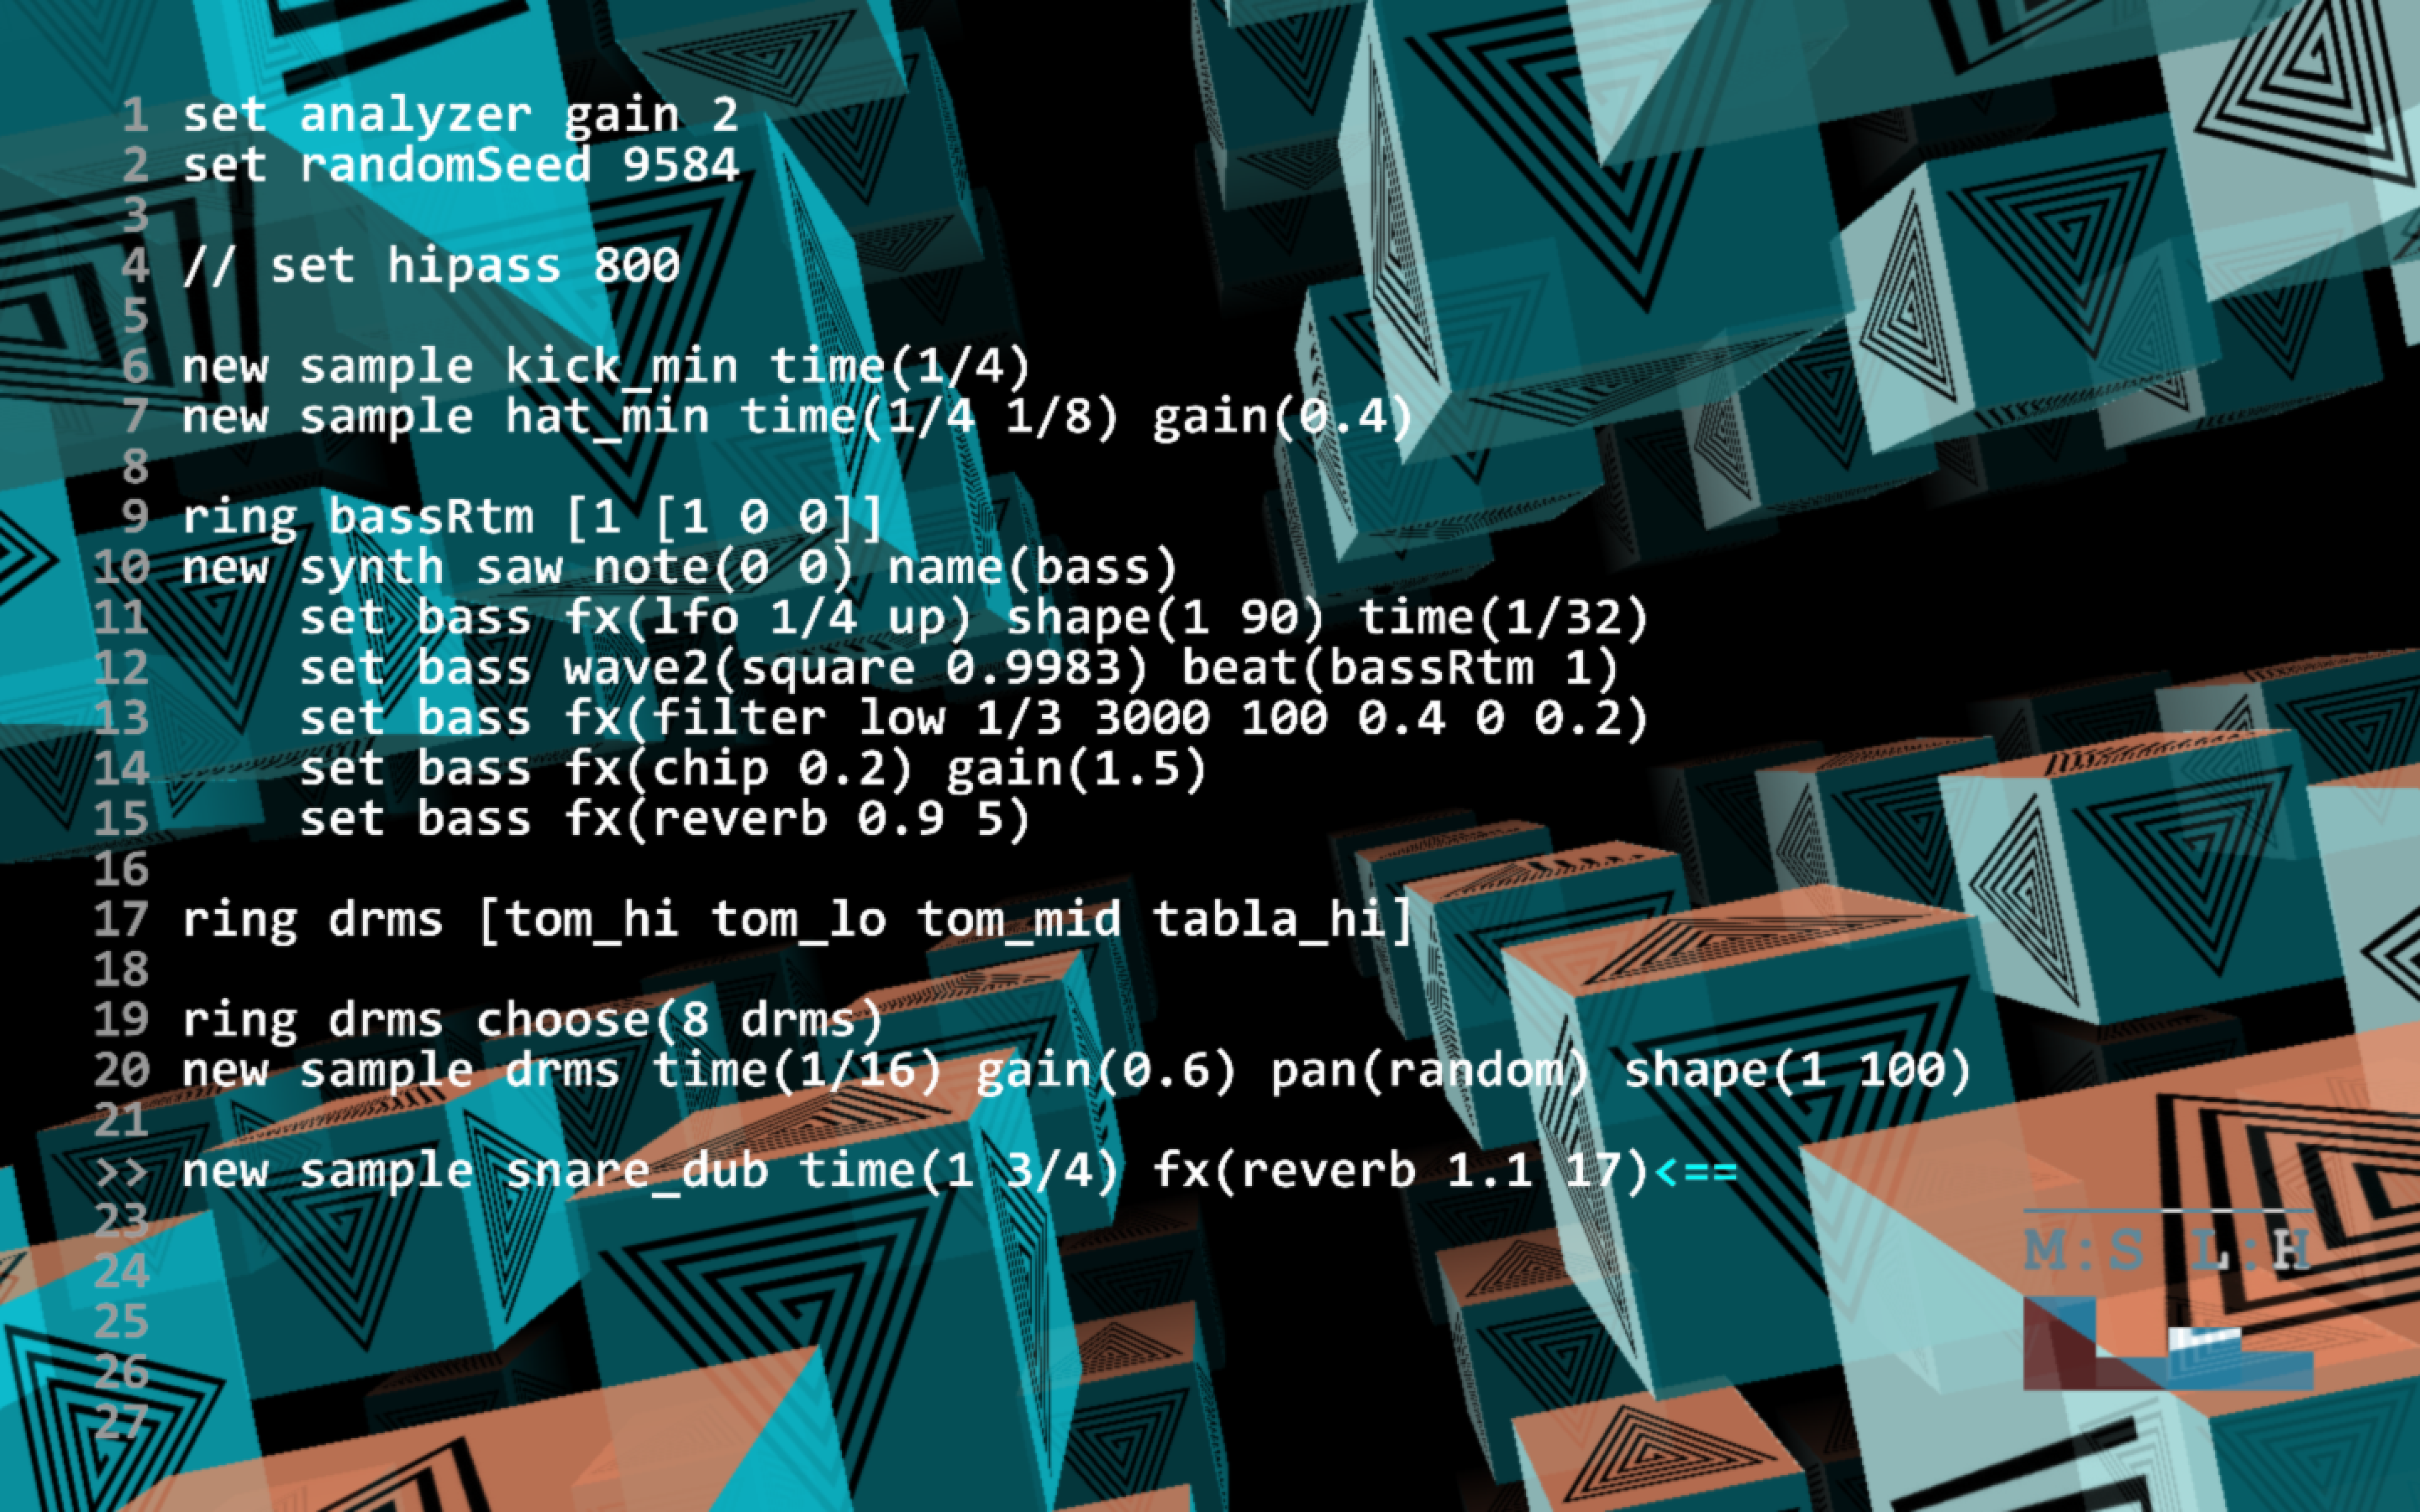 1 set analyzer gain 2
2 set randomSeed 9584
3
4 // set hipass 800
5
6 new sample kick_min time(1/4)
7 new sample hat_min time(1/4 1/8) gain(0.4)
8
9 ring bassRtm [1 [1 0 0]]
10 new synth saw note(0 0) name(bass)
11     set bass fx(lfo 1/4 up) shape(1 90) time(1/32)
12     set bass wave2(square 0.9983) beat(bassRtm 1)
13     set bass fx(filter low 1/3 3000 100 0.4 0 0.2)
14     set bass fx(chip 0.2) gain(1.5)
15     set bass fx(reverb 0.9 5)
16
17 ring drms [tom_hi tom_lo tom_mid tabla_hi]
18
19 ring drms choose(8 drms)
20 new sample drms time(1/16) gain(0.6) pan(random) shape(1 100)
21
>> new sample snare_dub time(1 3/4) fx(reverb 1.1 17)<==
23
24
25
26
27
M:S L:H